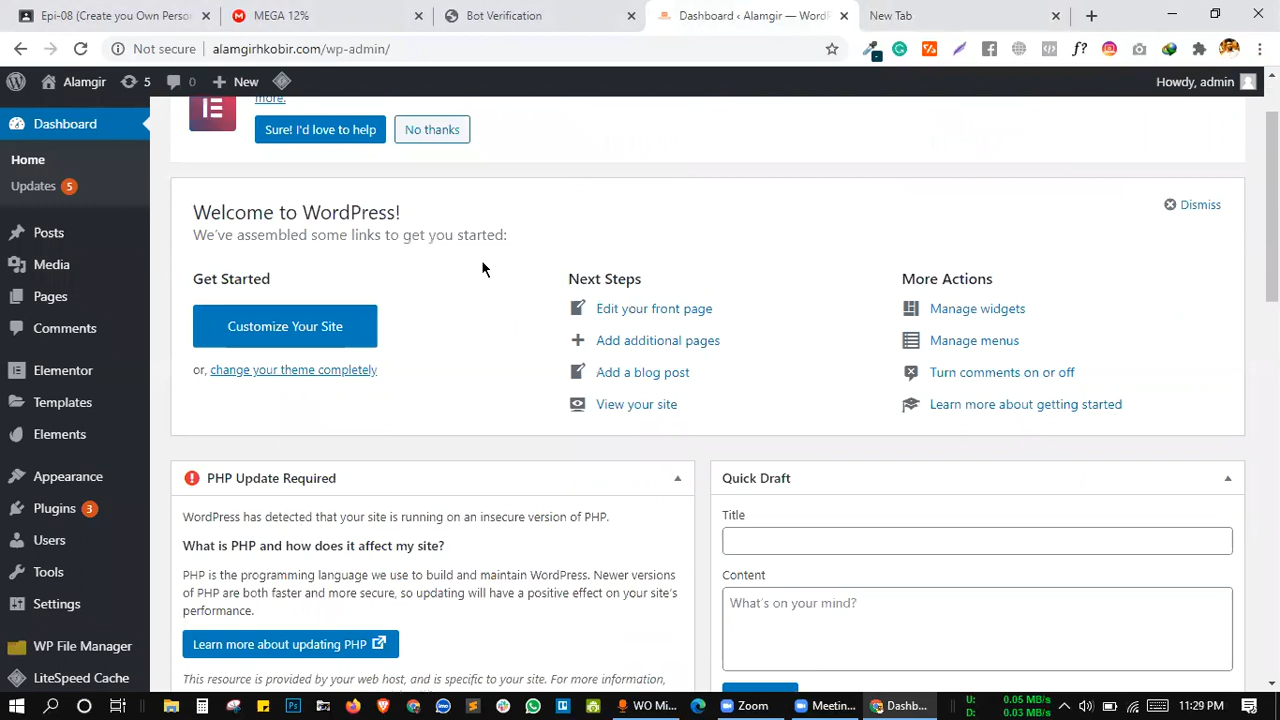 Epi-08 (Create you Own Perso
MEGA 12%
Bot Verification
Dashboard ‹ Alamgir — WordP
New Tab
Not secure
alamgirhkobir.com/wp-admin/
f?
Alamgir
5
0
New
Howdy, admin
Dashboard
Home
Updates 5
Posts
Media
Pages
Comments
Elementor
Templates
Elements
Appearance
Plugins 3
Users
Tools
Settings
WP File Manager
LiteSpeed Cache
more.
Sure! I'd love to help
No thanks
Welcome to WordPress!
We've assembled some links to get you started:
Dismiss
Get Started
Customize Your Site
or, change your theme completely
Next Steps
Edit your front page
Add additional pages
Add a blog post
View your site
More Actions
Manage widgets
Manage menus
Turn comments on or off
Learn more about getting started
PHP Update Required
WordPress has detected that your site is running on an insecure version of PHP.
What is PHP and how does it affect my site?
PHP is the programming language we use to build and maintain WordPress. Newer versions
of PHP are both faster and more secure, so updating will have a positive effect on your site's
performance.
Learn more about updating PHP
This resource is provided by your web host, and is specific to your site. For more information,
Quick Draft
Title
Content
What's on your mind?
WO Mi...
Zoom
Meetin...
Dashb...
U: 0.05 MB/s
D: 0.03 MB/s
11:29 PM